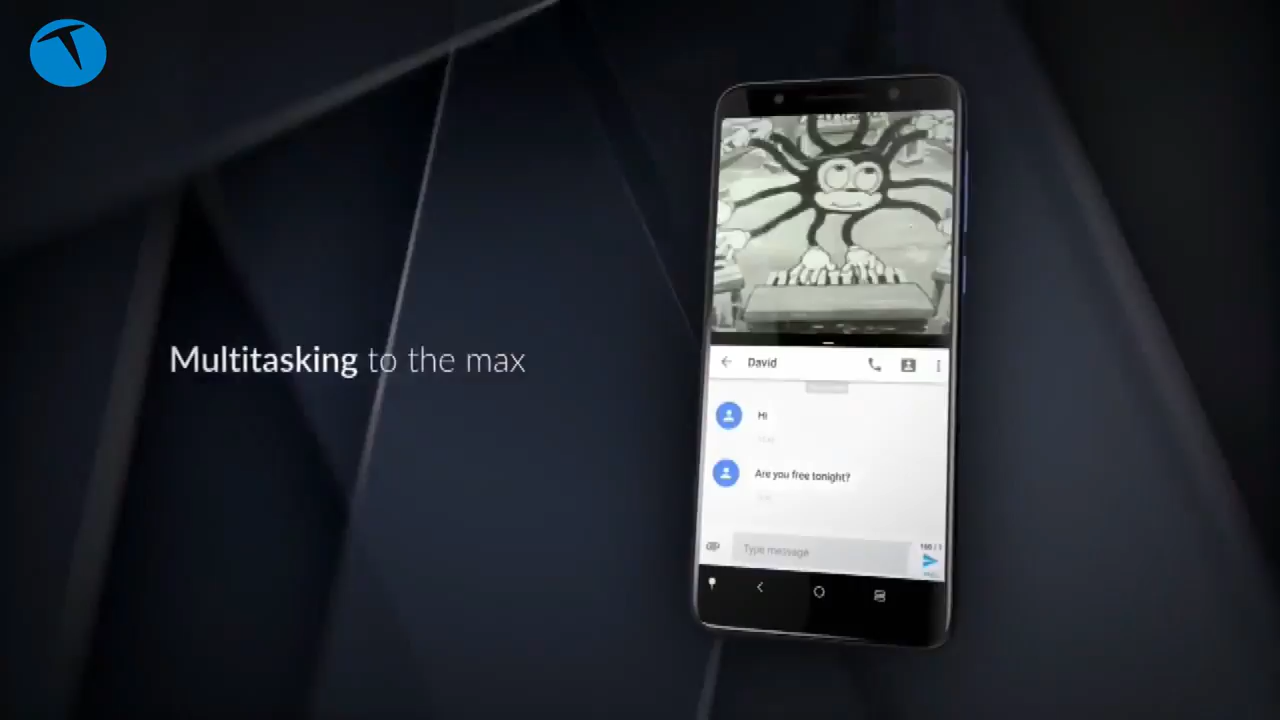 Multitasking to the max
David
Hi
Are you free tonight?
Type message